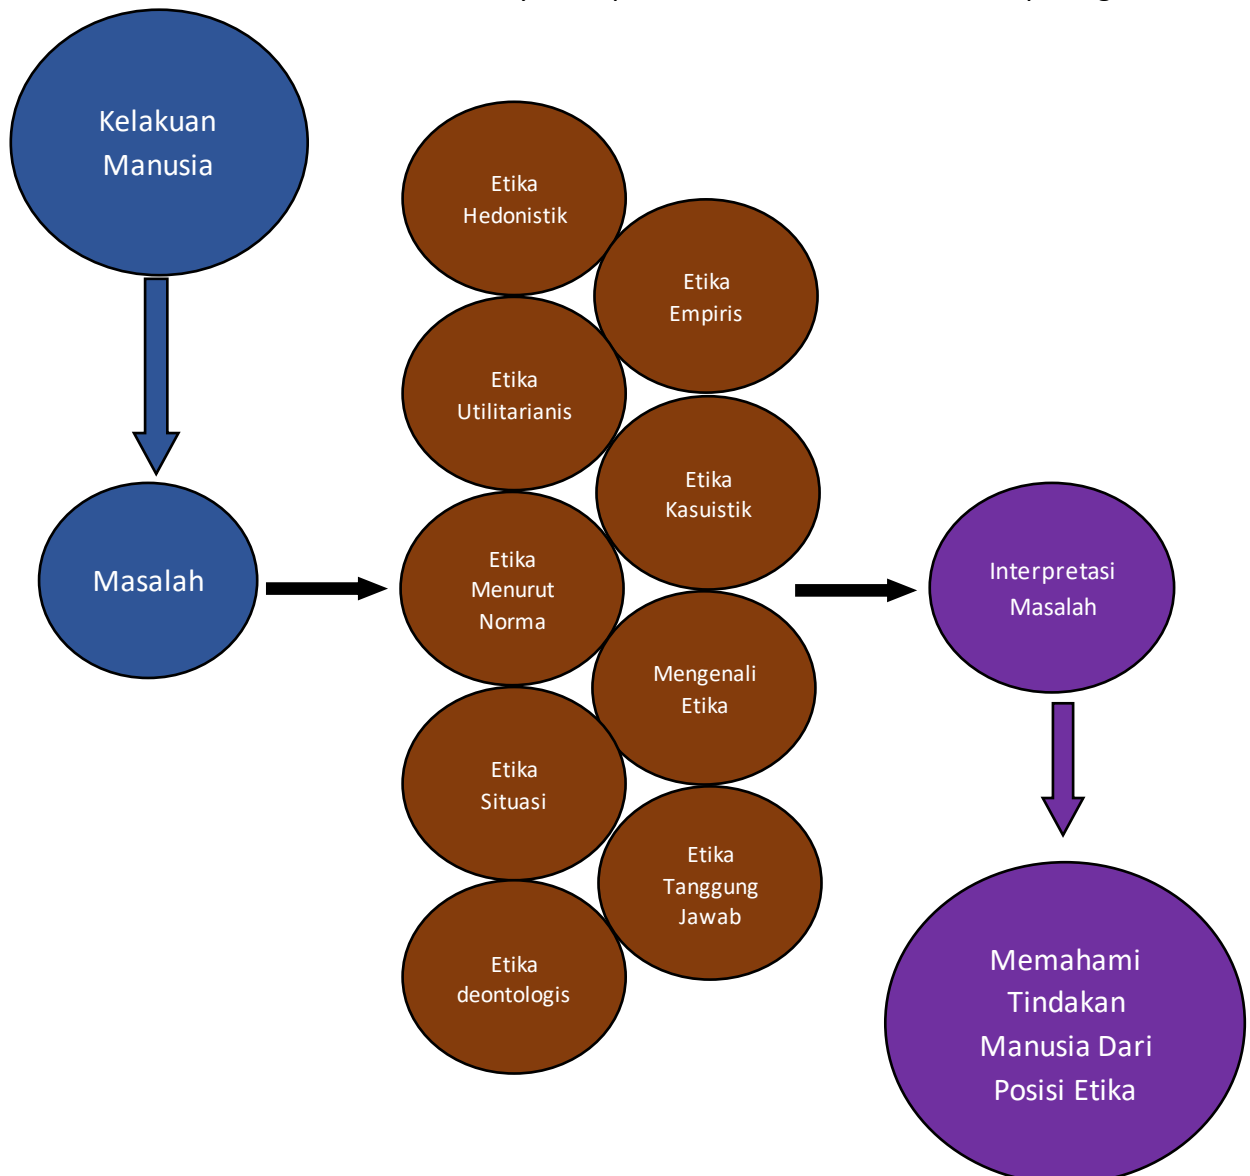 Kelakuan
Manusia
Etika
Hedonistik
Etika
Empiris
Etika
Utilitarianis
Etika
Kasuistik
Masalah
Etika
Menurut
Norma
Interpretasi
Masalah
Mengenali
Etika
Etika
Situasi
Etika
Tanggung
Jawab
Etika
deontologis
Memahami
Tindakan
Manusia Dari
Posisi Etika